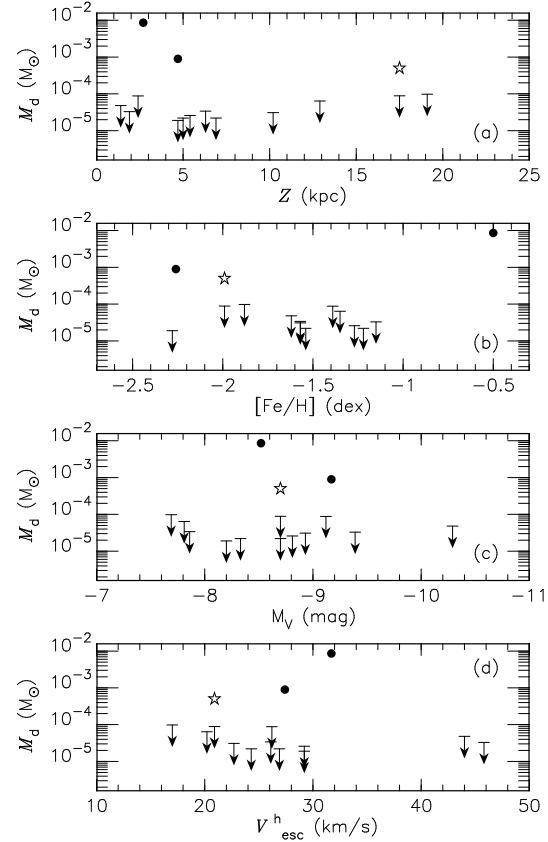 10⁻²
10⁻³
10⁻⁴
10⁻⁵
M_d (M_⊙)
(a)
0 5 10 15 20 25
Z (kpc)
10⁻²
10⁻³
10⁻⁴
10⁻⁵
M_d (M_⊙)
(b)
−2.5 −2 −1.5 −1 −0.5
[Fe/H] (dex)
10⁻²
10⁻³
10⁻⁴
10⁻⁵
M_d (M_⊙)
(c)
−7 −8 −9 −10 −11
M_V (mag)
10⁻²
10⁻³
10⁻⁴
10⁻⁵
M_d (M_⊙)
(d)
10 20 30 40 50
V^h_esc (km/s)